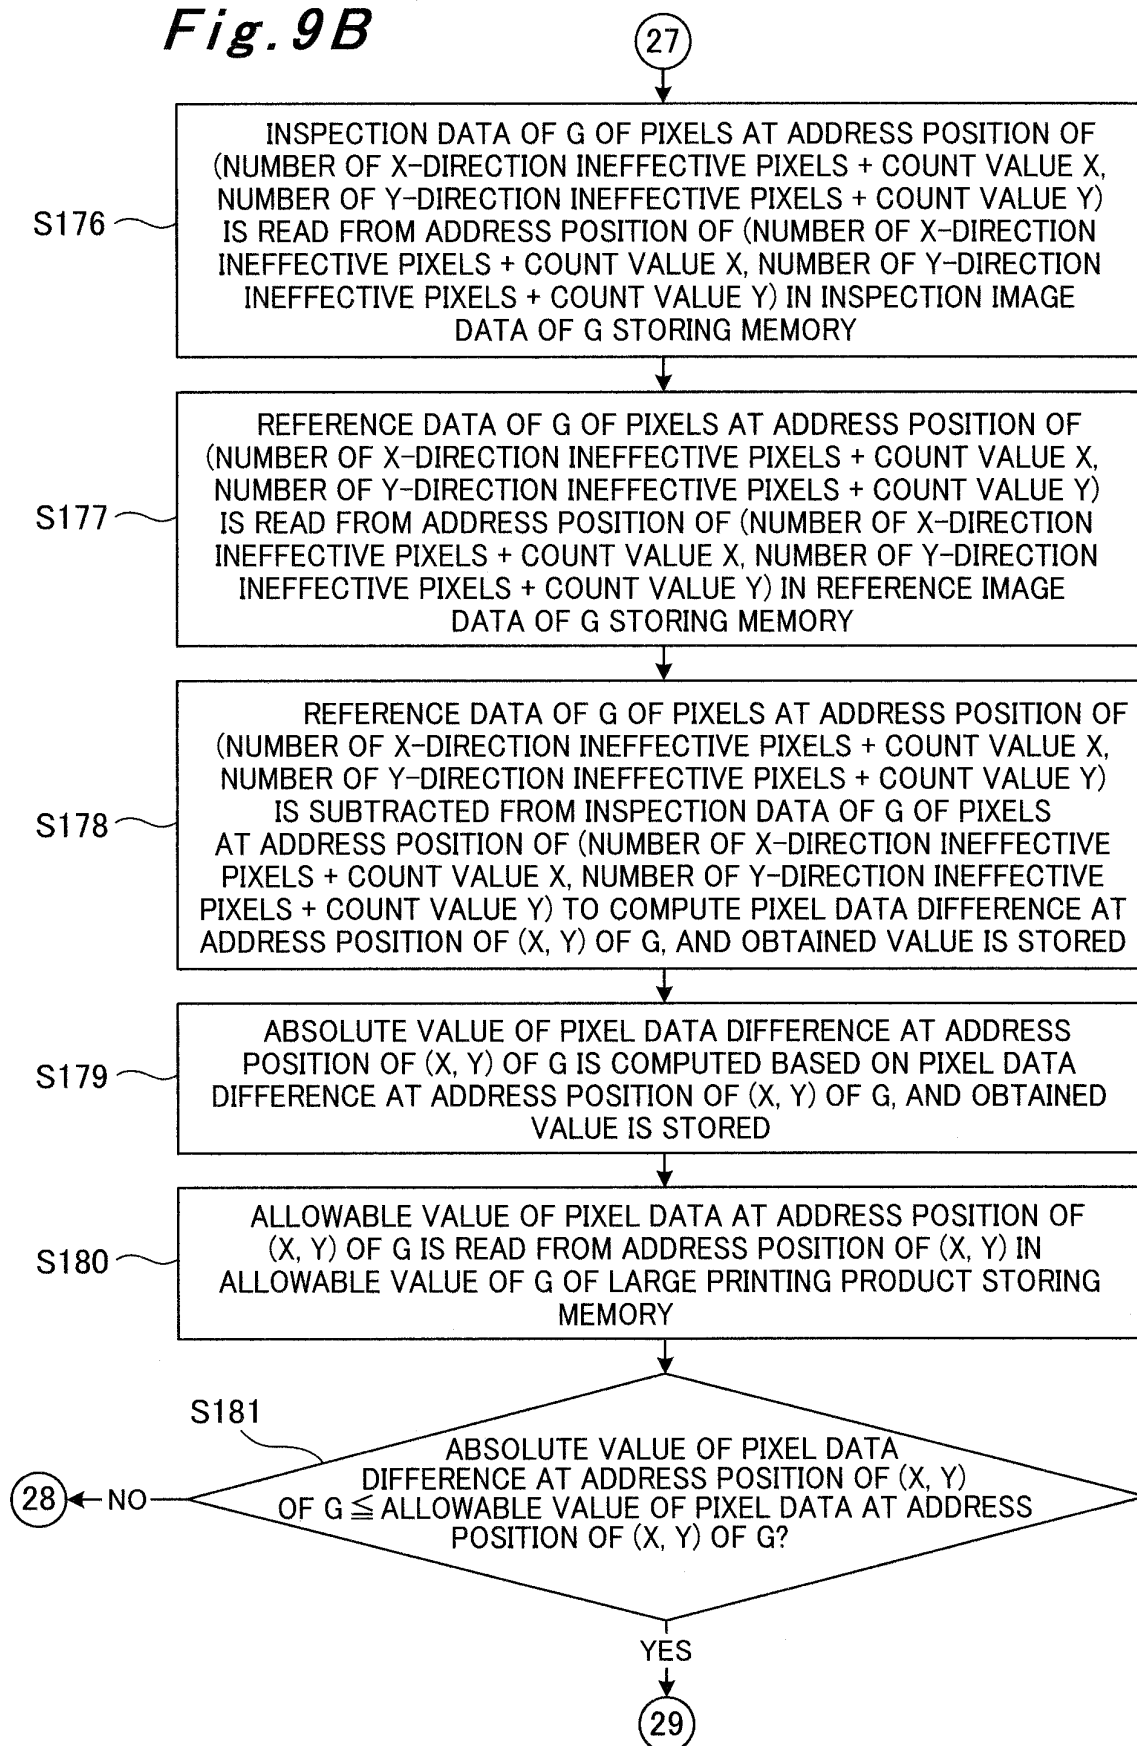 Fig. 9B
27
INSPECTION DATA OF G OF PIXELS AT ADDRESS POSITION OF
(NUMBER OF X-DIRECTION INEFFECTIVE PIXELS + COUNT VALUE X,
NUMBER OF Y-DIRECTION INEFFECTIVE PIXELS + COUNT VALUE Y)
IS READ FROM ADDRESS POSITION OF (NUMBER OF X-DIRECTION
INEFFECTIVE PIXELS + COUNT VALUE X, NUMBER OF Y-DIRECTION
INEFFECTIVE PIXELS + COUNT VALUE Y) IN INSPECTION IMAGE
DATA OF G STORING MEMORY
S176
REFERENCE DATA OF G OF PIXELS AT ADDRESS POSITION OF
(NUMBER OF X-DIRECTION INEFFECTIVE PIXELS + COUNT VALUE X,
NUMBER OF Y-DIRECTION INEFFECTIVE PIXELS + COUNT VALUE Y)
IS READ FROM ADDRESS POSITION OF (NUMBER OF X-DIRECTION
INEFFECTIVE PIXELS + COUNT VALUE X, NUMBER OF Y-DIRECTION
INEFFECTIVE PIXELS + COUNT VALUE Y) IN REFERENCE IMAGE
DATA OF G STORING MEMORY
S177
REFERENCE DATA OF G OF PIXELS AT ADDRESS POSITION OF
(NUMBER OF X-DIRECTION INEFFECTIVE PIXELS + COUNT VALUE X,
NUMBER OF Y-DIRECTION INEFFECTIVE PIXELS + COUNT VALUE Y)
IS SUBTRACTED FROM INSPECTION DATA OF G OF PIXELS
AT ADDRESS POSITION OF (NUMBER OF X-DIRECTION INEFFECTIVE
PIXELS + COUNT VALUE X, NUMBER OF Y-DIRECTION INEFFECTIVE
PIXELS + COUNT VALUE Y) TO COMPUTE PIXEL DATA DIFFERENCE AT
ADDRESS POSITION OF (X, Y) OF G, AND OBTAINED VALUE IS STORED
S178
ABSOLUTE VALUE OF PIXEL DATA DIFFERENCE AT ADDRESS
POSITION OF (X, Y) OF G IS COMPUTED BASED ON PIXEL DATA
DIFFERENCE AT ADDRESS POSITION OF (X, Y) OF G, AND OBTAINED
VALUE IS STORED
S179
ALLOWABLE VALUE OF PIXEL DATA AT ADDRESS POSITION OF
(X, Y) OF G IS READ FROM ADDRESS POSITION OF (X, Y) IN
ALLOWABLE VALUE OF G OF LARGE PRINTING PRODUCT STORING
MEMORY
S180
S181
ABSOLUTE VALUE OF PIXEL DATA
DIFFERENCE AT ADDRESS POSITION OF (X, Y)
OF G ≦ ALLOWABLE VALUE OF PIXEL DATA AT ADDRESS
POSITION OF (X, Y) OF G?
28
NO
YES
29